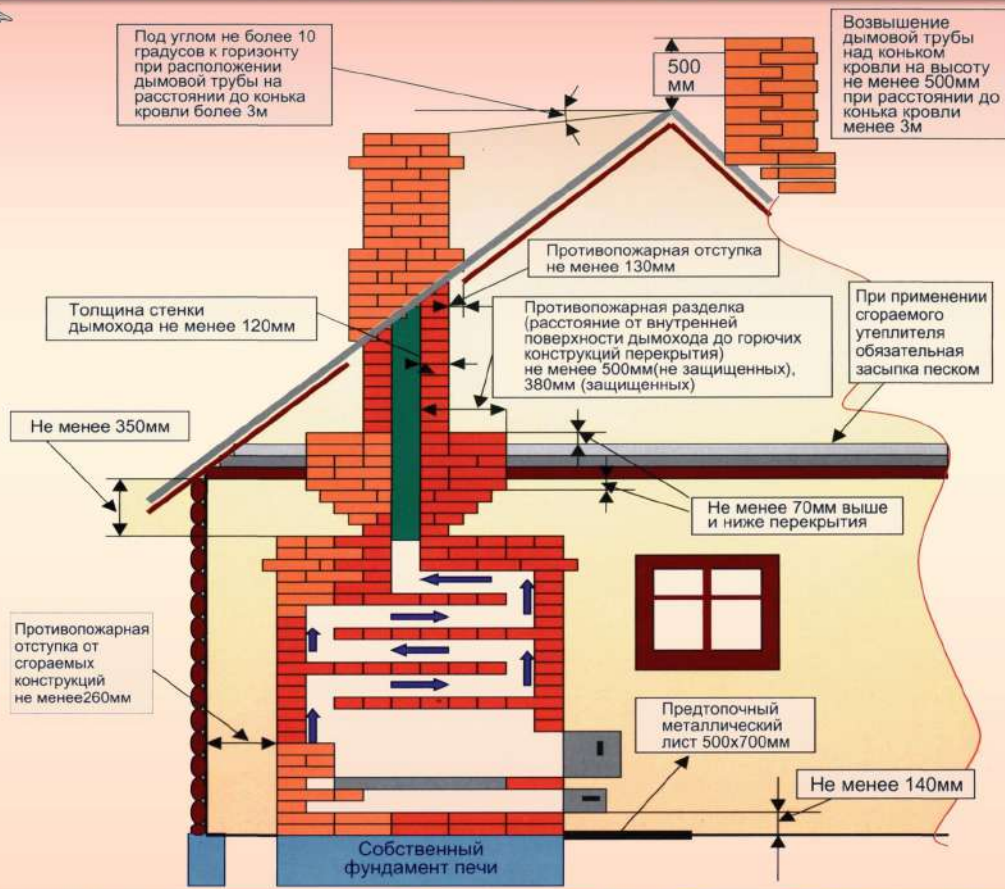 Под углом не более 10
градусов к горизонту
при расположении
дымовой трубы на
расстоянии до конька
кровли более 3м
500
мм
Возвышение
дымовой трубы
над коньком
кровли на высоту
не менее 500мм
при расстоянии до
конька кровли
менее 3м
Противопожарная отступка
не менее 130мм
Толщина стенки
дымохода не менее 120мм
Противопожарная разделка
(расстояние от внутренней
поверхности дымохода до горючих
конструкций перекрытия)
не менее 500мм(не защищенных),
380мм (защищенных)
При применении
сгораемого
утеплителя
обязательная
засыпка песком
Не менее 350мм
Не менее 70мм выше
и ниже перекрытия
Противопожарная
отступка от
сгораемых
конструкций
не менее260мм
Предтопочный
металлический
лист 500х700мм
Не менее 140мм
Собственный
фундамент печи